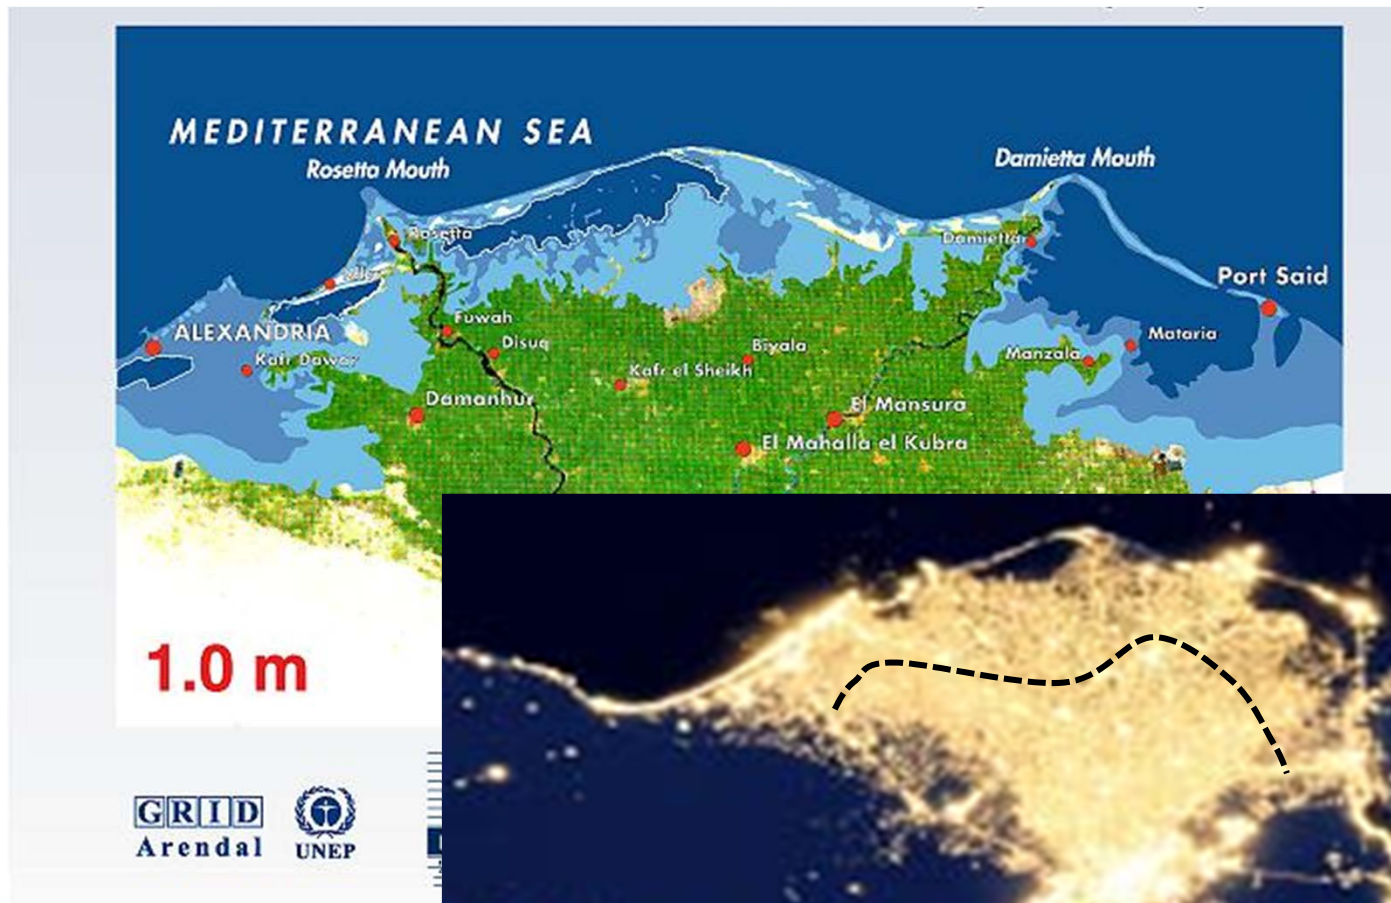 MEDITERRANEAN SEA
Rosetta Mouth
Damietta Mouth
Rosetta
Damietta
Port Said
ALEXANDRIA
Fuwah
Mataria
Kafr Dawar
Disuq
Biyala
Manzala
Kafr el Sheikh
Damanhur
El Mansura
El Mahalla el Kubra
1.0 m
GRID
Arendal
UNEP